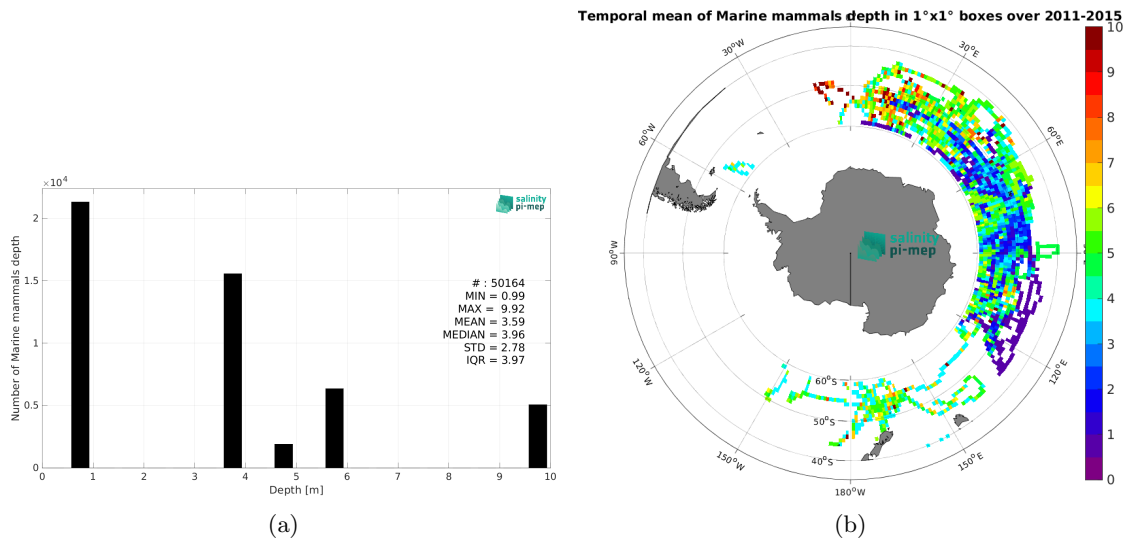 ×10⁴
2
1.5
1
0.5
0
Number of Marine mammals depth
salinity
pi-mep
# : 50164
MIN = 0.99
MAX = 9.92
MEAN = 3.59
MEDIAN = 3.96
STD = 2.78
IQR = 3.97
0 1 2 3 4 5 6 7 8 9 10
Depth [m]
(a)
Temporal mean of Marine mammals depth in 1°x1° boxes over 2011-2015
30°W
30°E
60°W
60°E
90°W
120°W
120°E
150°W
150°E
180°W
60°S
50°S
40°S
salinity
pi-mep
10
9
8
7
6
5
4
3
2
1
0
(b)